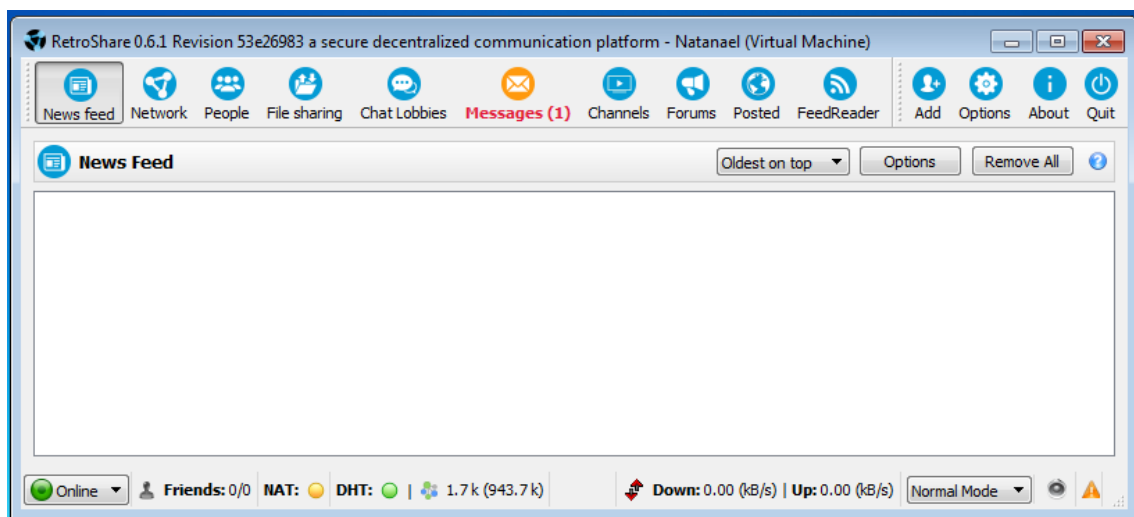 RetroShare 0.6.1 Revision 53e26983 a secure decentralized communication platform - Natanael (Virtual Machine)
News feed Network People File sharing Chat Lobbies Messages (1) Channels Forums Posted FeedReader Add Options About Quit
News Feed Oldest on top Options Remove All
Online Friends: 0/0 NAT: DHT: | 1.7 k (943.7 k) Down: 0.00 (kB/s) | Up: 0.00 (kB/s) Normal Mode